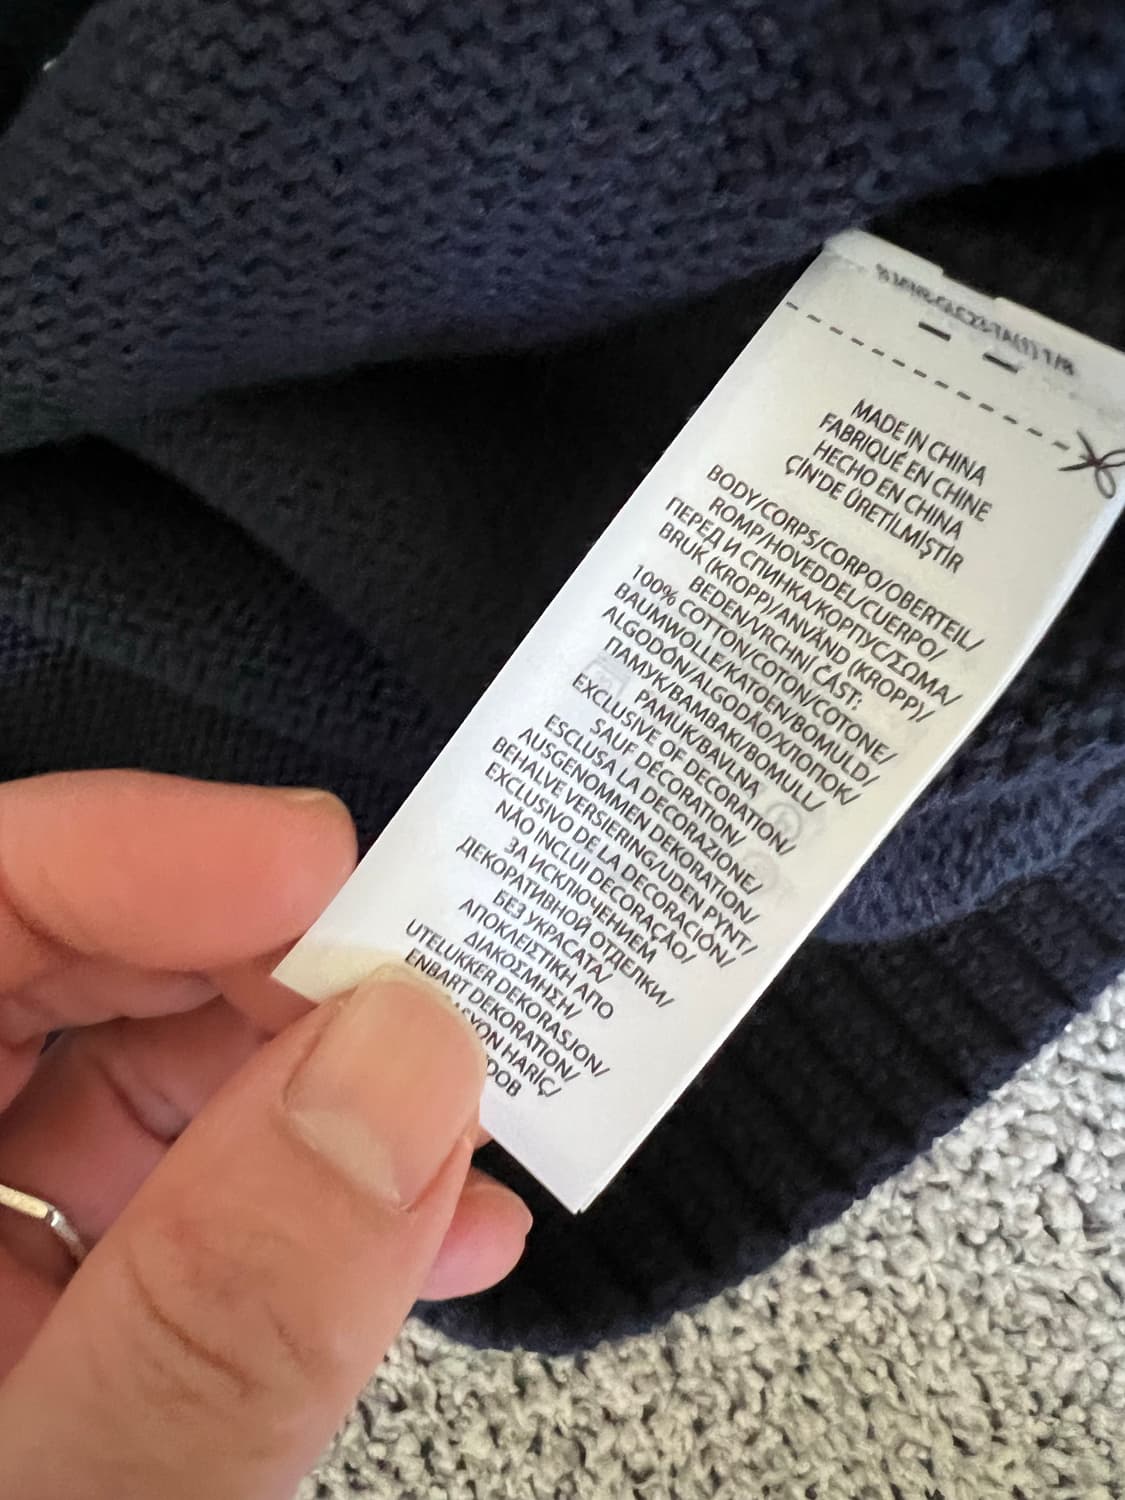 MADE IN CHINA
FABRIQUÉ EN CHINE
HECHO EN CHINA
ÇİN'DE ÜRETİLMİŞTİR
BODY/CORPS/CORPO/OBERTEIL/
ROMP/HOVEDDEL/CUERPO/
ПЕРЕД И СПИНКА/КОРПУС/ΣΩΜΑ/
BRUK (KROPP)/ANVÄND (KROPP)/
BEDEN/VRCHNÍ ČÁST:
100% COTTON/COTON/COTONE/
BAUMWOLLE/KATOEN/BOMULD/
ALGODÓN/ALGODÃO/ХЛОПОК/
ПАМУК/ΒΑΜΒΑΚΙ/BOMULL/
PAMUK/BAVLNA
EXCLUSIVE OF DECORATION/
SAUF DÉCORATION/
ESCLUSA LA DECORAZIONE/
AUSGENOMMEN DEKORATION/
BEHALVE VERSIERING/UDEN PYNT/
EXCLUSIVO DE LA DECORACIÓN/
NÃO INCLUI DECORAÇÃO/
ЗА ИСКЛЮЧЕНИЕМ
ДЕКОРАТИВНОЙ ОТДЕЛКИ/
БЕЗ УКРАСАТА/
ΑΠΟΚΛΕΙΣΤΙΚΗ ΑΠΟ
ΔΙΑΚΟΣΜΗΣΗ/
UTELUKKER DEKORASJON/
ENBART DEKORATION/
HARİÇ/